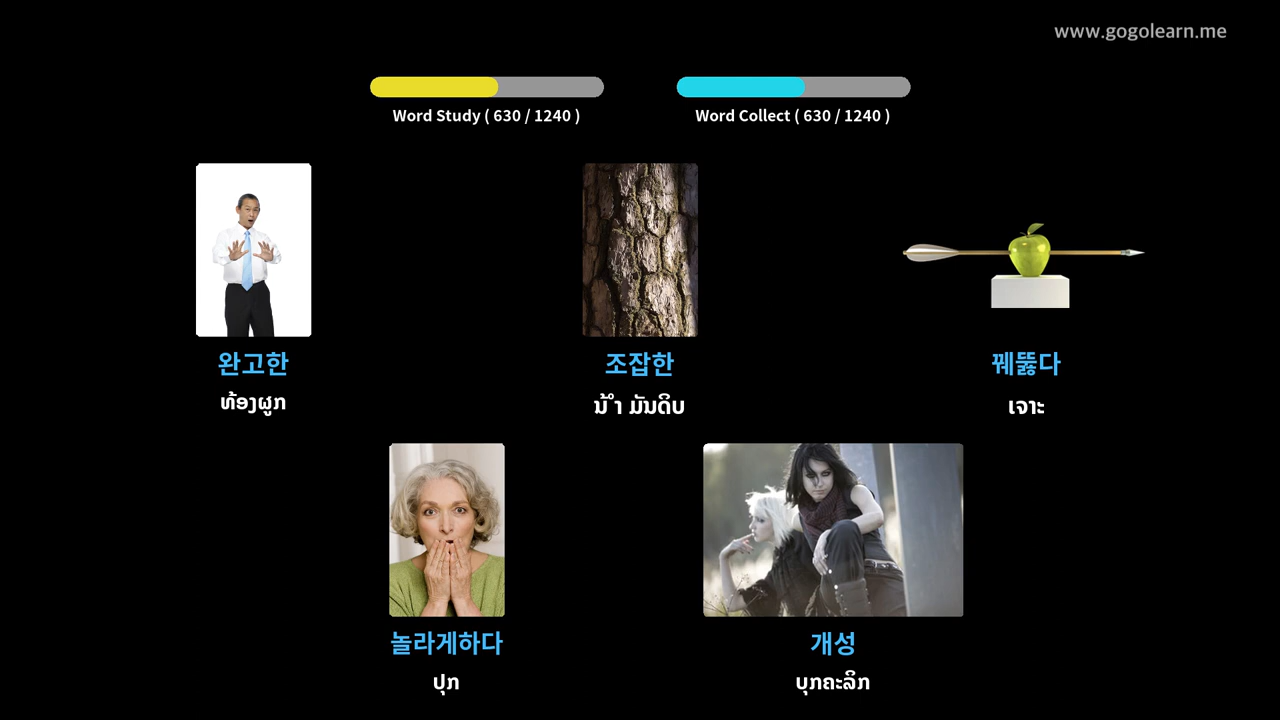 www.gogolearn.me
Word Study ( 630 / 1240 )
Word Collect ( 630 / 1240 )
완고한
조잡한
꿰뚫다
ທ້ອງຜູກ
ນ້ຳ ມັນດິບ
ເຈາະ
놀라게하다
개성
ປຸກ
ບຸກຄະລິກ